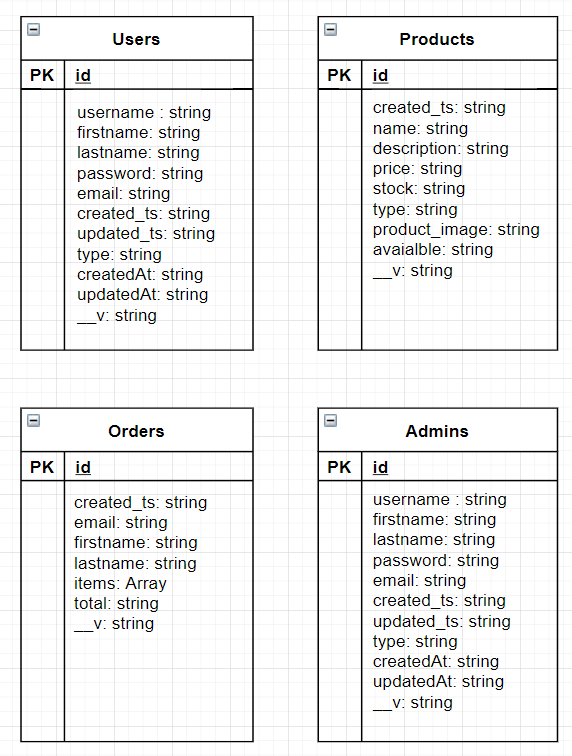 Users
PK id
username : string
firstname: string
lastname: string
password: string
email: string
created_ts: string
updated_ts: string
type: string
createdAt: string
updatedAt: string
__v: string
Products
PK id
created_ts: string
name: string
description: string
price: string
stock: string
type: string
product_image: string
avaialble: string
__v: string
Orders
PK id
created_ts: string
email: string
firstname: string
lastname: string
items: Array
total: string
__v: string
Admins
PK id
username : string
firstname: string
lastname: string
password: string
email: string
created_ts: string
updated_ts: string
type: string
createdAt: string
updatedAt: string
__v: string